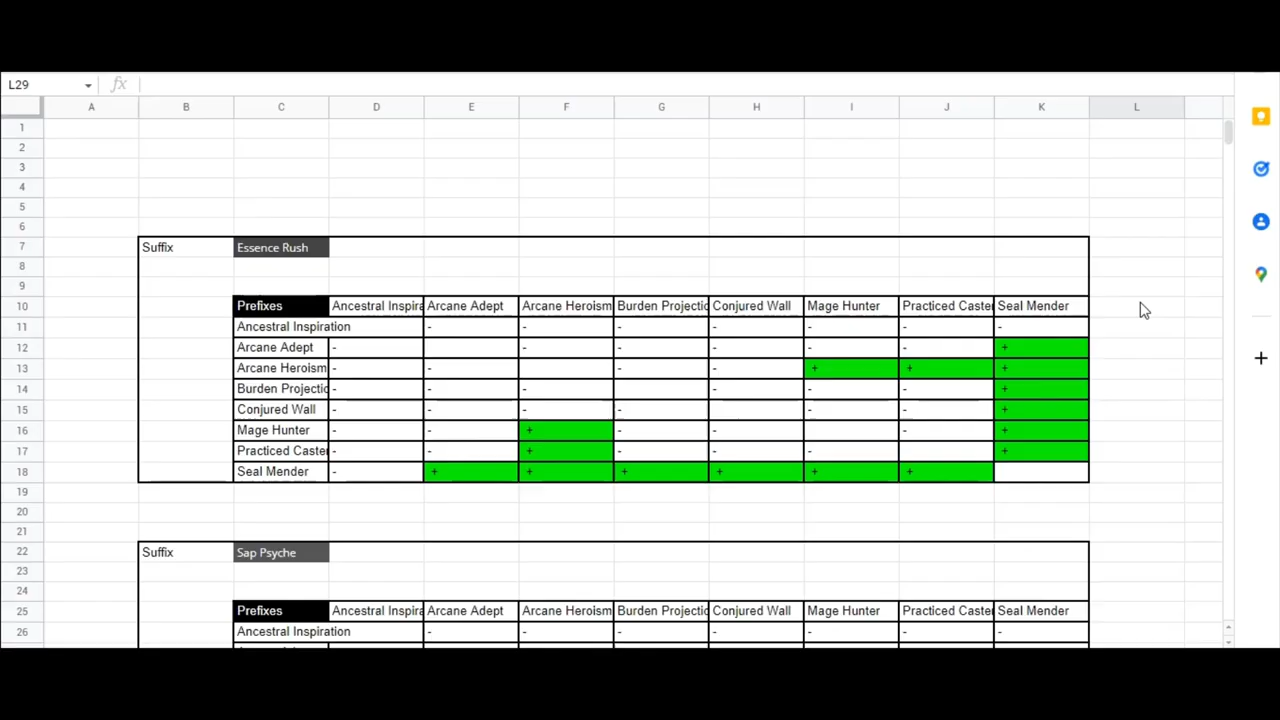 L29 fx
A B C D E F G H I J K L
1
2
3
4
5
6
7 Suffix Essence Rush
8
9
10 Prefixes Ancestral Inspira Arcane Adept Arcane Heroism Burden Projectio Conjured Wall Mage Hunter Practiced Caster Seal Mender
11 Ancestral Inspiration - - - - - - -
12 Arcane Adept - - - - - - +
13 Arcane Heroism - - - - + + +
14 Burden Projectio - - - - - - +
15 Conjured Wall - - - - - - +
16 Mage Hunter - - + - - - +
17 Practiced Caster - - + - - - +
18 Seal Mender - + + + + + +
19
20
21
22 Suffix Sap Psyche
23
24
25 Prefixes Ancestral Inspira Arcane Adept Arcane Heroism Burden Projectio Conjured Wall Mage Hunter Practiced Caster Seal Mender
26 Ancestral Inspiration - - - - - - -